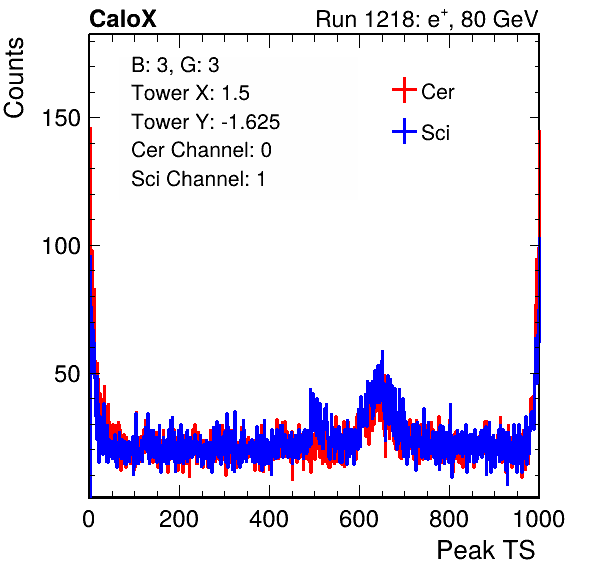 CaloX Run 1218: e⁺, 80 GeV
Counts
B: 3, G: 3
Tower X: 1.5
Tower Y: -1.625
Cer Channel: 0
Sci Channel: 1
Cer
Sci
150
100
50
0 200 400 600 800 1000
Peak TS